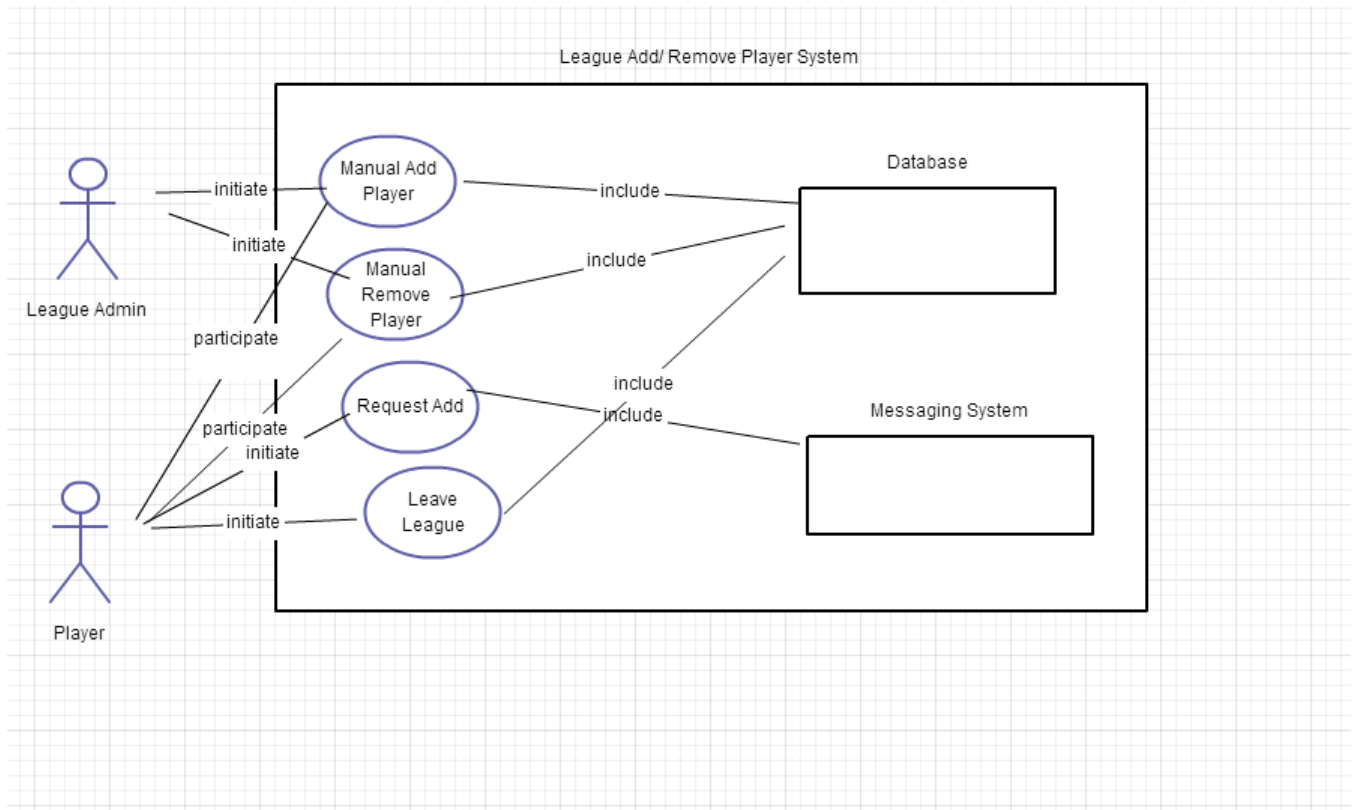 League Add/ Remove Player System
Manual Add
Player
Database
initiate
include
initiate
Manual
Remove
Player
include
League Admin
participate
include
Request Add
include
Messaging System
participate
initiate
Leave
League
initiate
Player